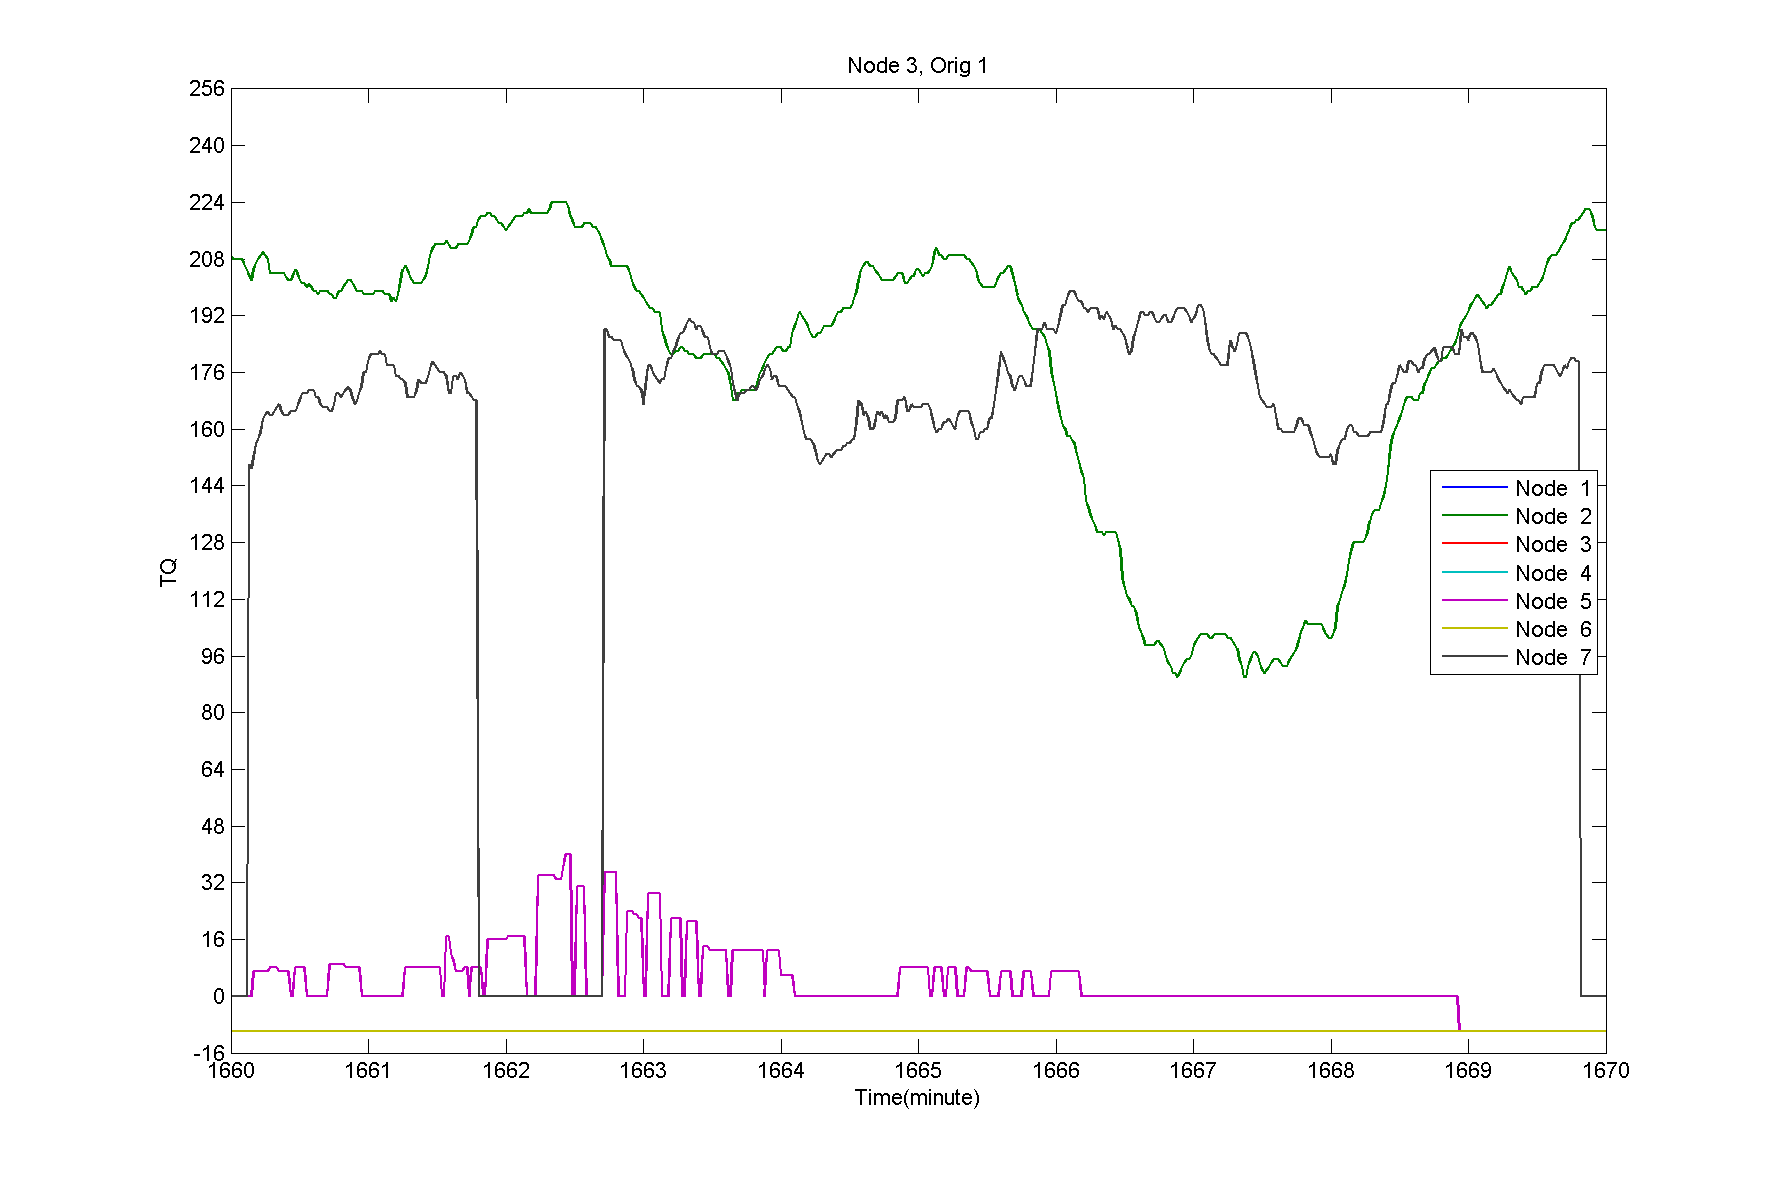 Node 3, Orig 1
256
240
224
208
192
176
160
144
128
112
96
80
64
48
32
16
0
-16
TQ
Node 1
Node 2
Node 3
Node 4
Node 5
Node 6
Node 7
1660 1661 1662 1663 1664 1665 1666 1667 1668 1669 1670
Time(minute)